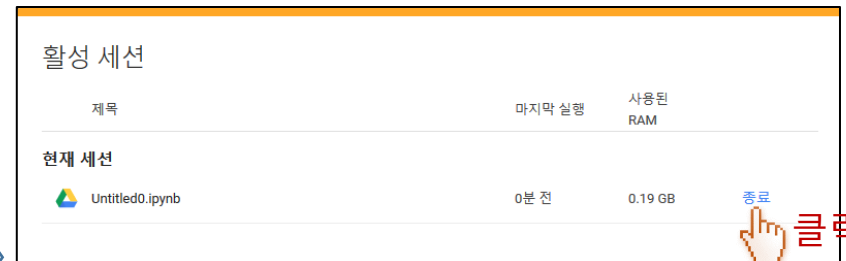 활성 세션
제목 마지막 실행 사용된
RAM
현재 세션
Untitled0.ipynb 0분 전 0.19 GB 종료